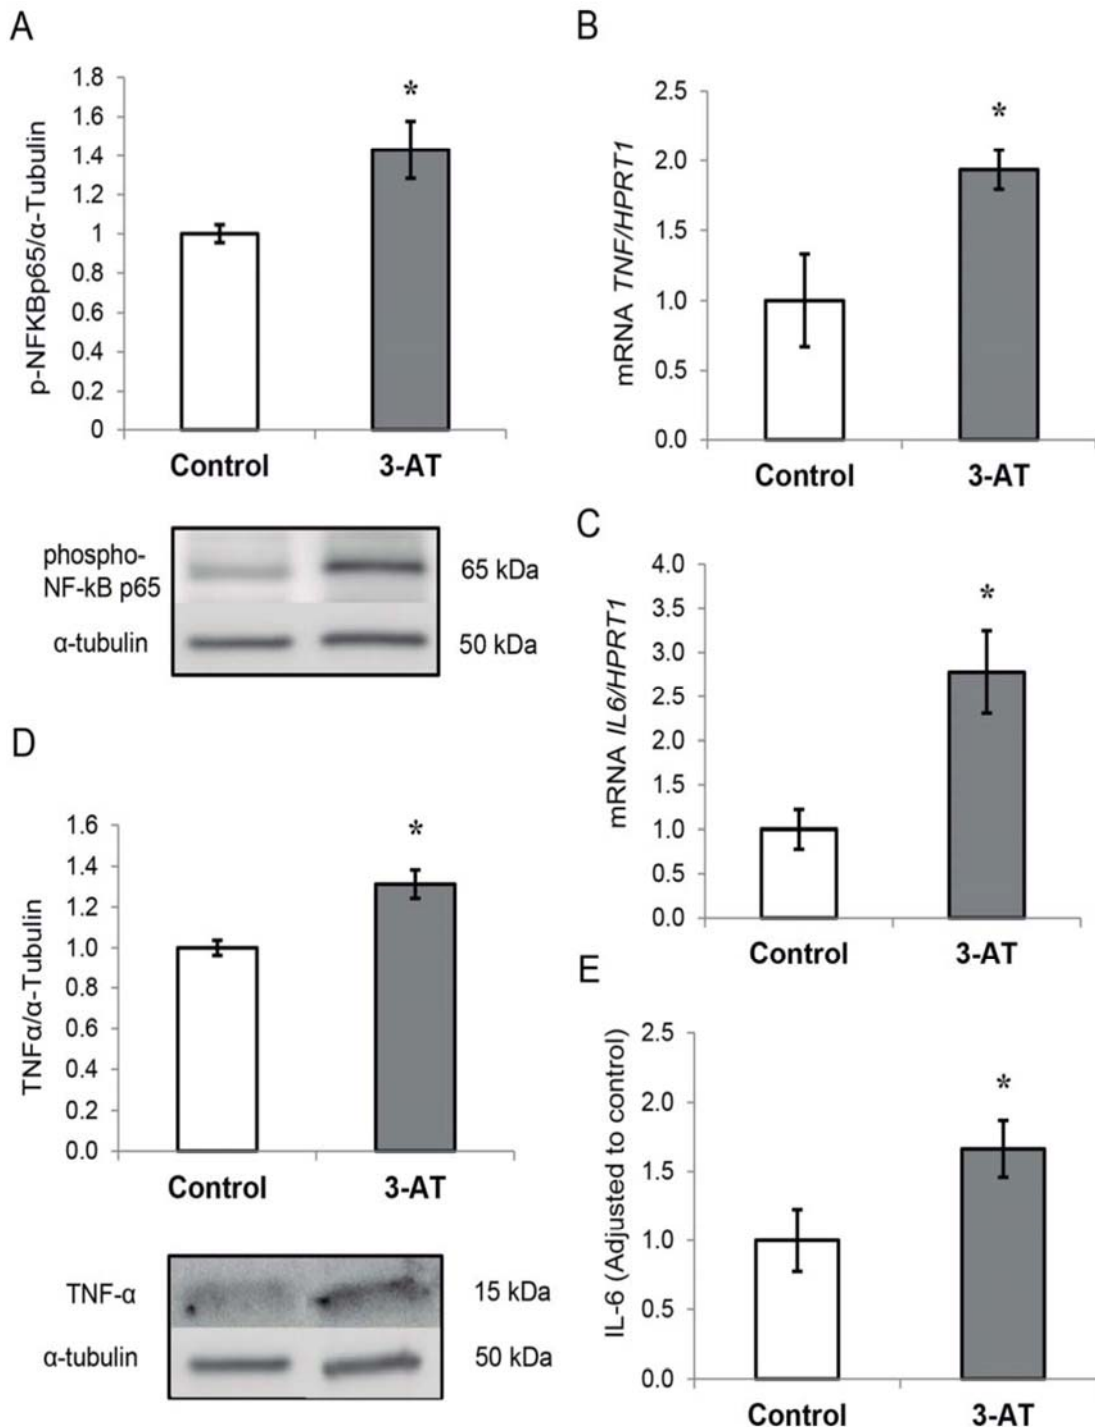 A
p-NFKBp65/α-Tubulin
1.8
1.6
1.4
1.2
1
0.8
0.6
0.4
0.2
0
*
Control 3-AT
phospho-
NF-kB p65
65 kDa
α-tubulin
50 kDa
B
mRNA TNF/HPRT1
2.5
2.0
1.5
1.0
0.5
0.0
*
Control 3-AT
C
mRNA IL6/HPRT1
4.0
3.5
3.0
2.5
2.0
1.5
1.0
0.5
0.0
*
Control 3-AT
D
TNFα/α-Tubulin
1.6
1.4
1.2
1.0
0.8
0.6
0.4
0.2
0.0
*
Control 3-AT
TNF-α
15 kDa
α-tubulin
50 kDa
E
IL-6 (Adjusted to control)
2.5
2.0
1.5
1.0
0.5
0.0
*
Control 3-AT